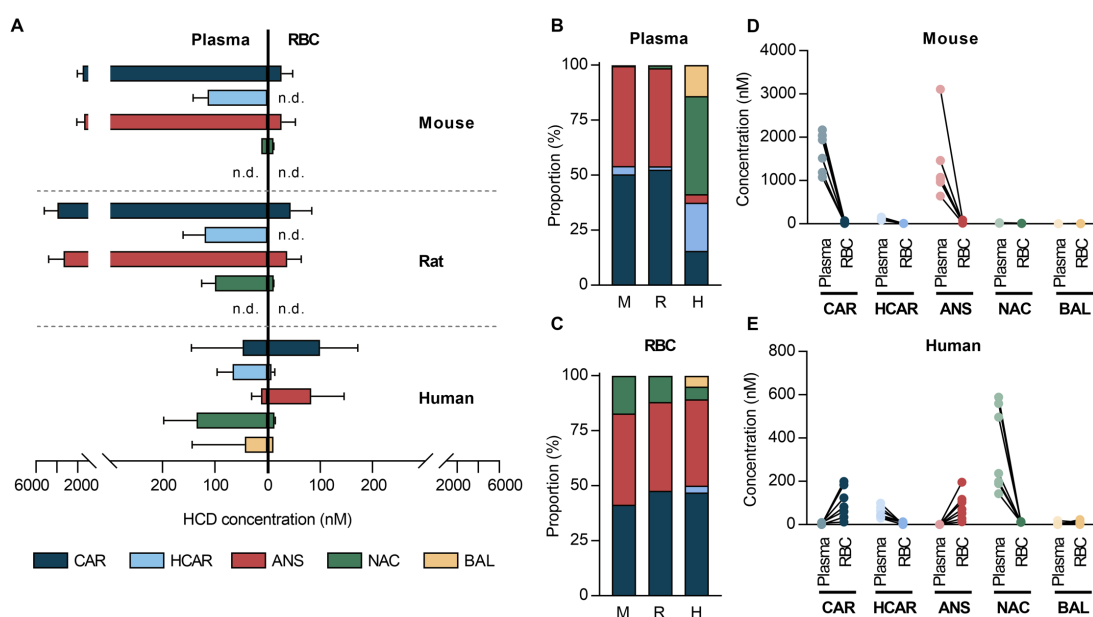 A
Plasma RBC
n.d.
Mouse
n.d. n.d.
n.d.
Rat
n.d. n.d.
Human
6000 2000 200 100 0 100 200 2000 6000
HCD concentration (nM)
CAR HCAR ANS NAC BAL
B
Plasma
Proportion (%)
100
75
50
25
0
M R H
C
RBC
Proportion (%)
100
75
50
25
0
M R H
D
Mouse
Concentration (nM)
4000
3000
2000
1000
0
Plasma RBC Plasma RBC Plasma RBC Plasma RBC Plasma RBC
CAR HCAR ANS NAC BAL
E
Human
Concentration (nM)
800
600
400
200
0
Plasma RBC Plasma RBC Plasma RBC Plasma RBC Plasma RBC
CAR HCAR ANS NAC BAL